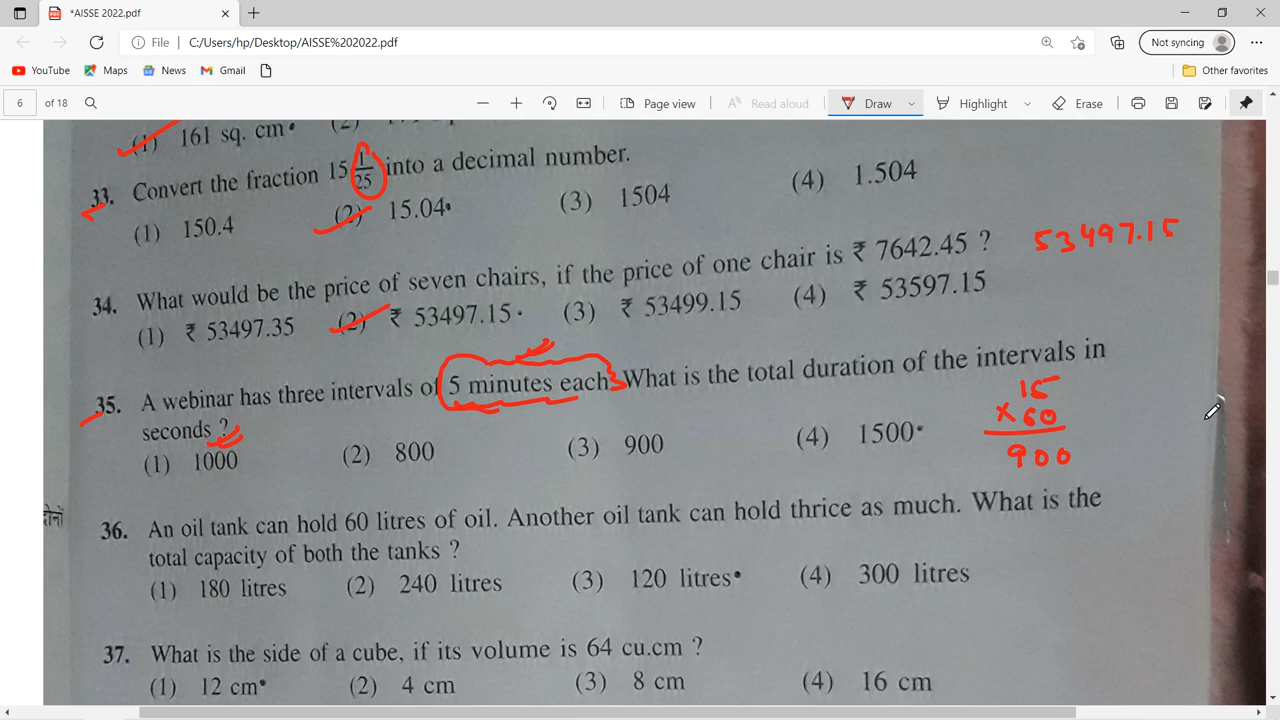 *AISSE 2022.pdf
File C:/Users/hp/Desktop/AISSE%202022.pdf Not syncing
YouTube Maps News Gmail Other favorites
6 of 18 Page view Read aloud Draw Highlight Erase
(1) 161 sq. cm (2)
33. Convert the fraction 15 1/25 into a decimal number.
(1) 150.4 (2) 15.04 (3) 1504 (4) 1.504
34. What would be the price of seven chairs, if the price of one chair is ₹ 7642.45 ? 53497.15
(1) ₹ 53497.35 (2) ₹ 53497.15 (3) ₹ 53499.15 (4) ₹ 53597.15
35. A webinar has three intervals of 5 minutes each. What is the total duration of the intervals in
seconds ?
15
× 60
900
(1) 1000 (2) 800 (3) 900 (4) 1500
दोनों
36. An oil tank can hold 60 litres of oil. Another oil tank can hold thrice as much. What is the
total capacity of both the tanks ?
(1) 180 litres (2) 240 litres (3) 120 litres (4) 300 litres
37. What is the side of a cube, if its volume is 64 cu.cm ?
(1) 12 cm (2) 4 cm (3) 8 cm (4) 16 cm